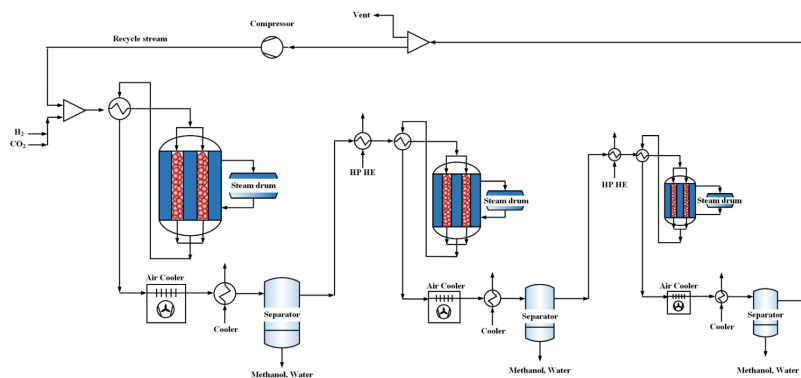 Compressor
Vent
Recycle stream
H2
CO2
HP HE
HP HE
Steam drum
Steam drum
Steam drum
Air Cooler
Air Cooler
Air Cooler
Separator
Separator
Separator
Cooler
Cooler
Cooler
Methanol, Water
Methanol, Water
Methanol, Water